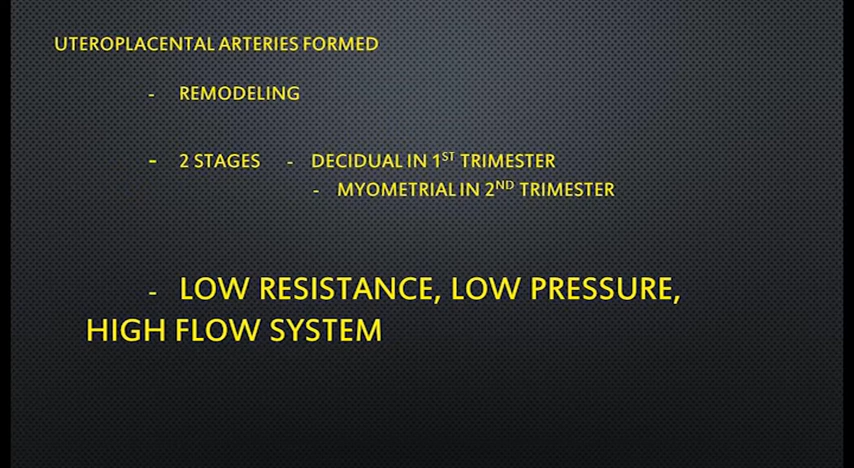 UTEROPLACENTAL ARTERIES FORMED
- REMODELING
- 2 STAGES - DECIDUAL IN 1ST TRIMESTER
- MYOMETRIAL IN 2ND TRIMESTER
- LOW RESISTANCE, LOW PRESSURE,
HIGH FLOW SYSTEM